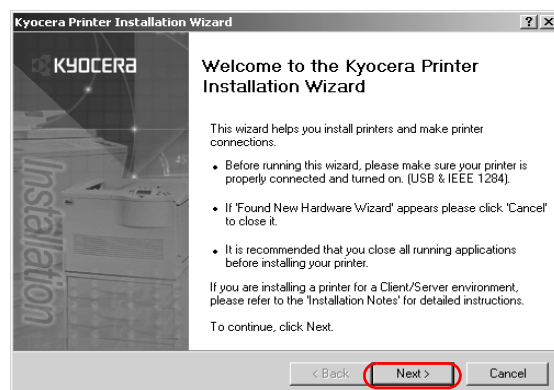 Kyocera Printer Installation Wizard
KYOCERA
Installation
Welcome to the Kyocera Printer
Installation Wizard
This wizard helps you install printers and make printer
connections.
• Before running this wizard, please make sure your printer is
properly connected and turned on. (USB & IEEE 1284).
• If 'Found New Hardware Wizard' appears please click 'Cancel'
to close it.
• It is recommended that you close all running applications
before installing your printer.
If you are installing a printer for a Client/Server environment,
please refer to the 'Installation Notes' for detailed instructions.
To continue, click Next.
< Back Next > Cancel